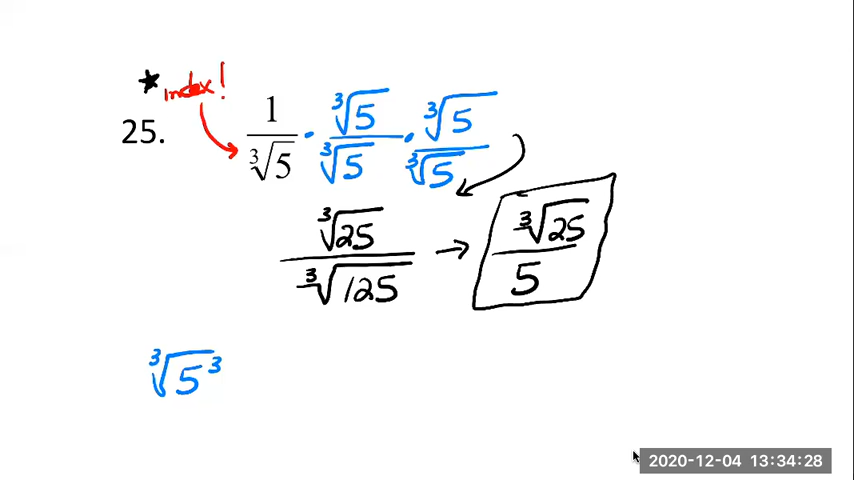 ★ index!
25. 1/∛5 · ∛5/∛5 · ∛5/∛5
∛25/∛125 → ∛25/5
∛5³
2020-12-04 13:34:28